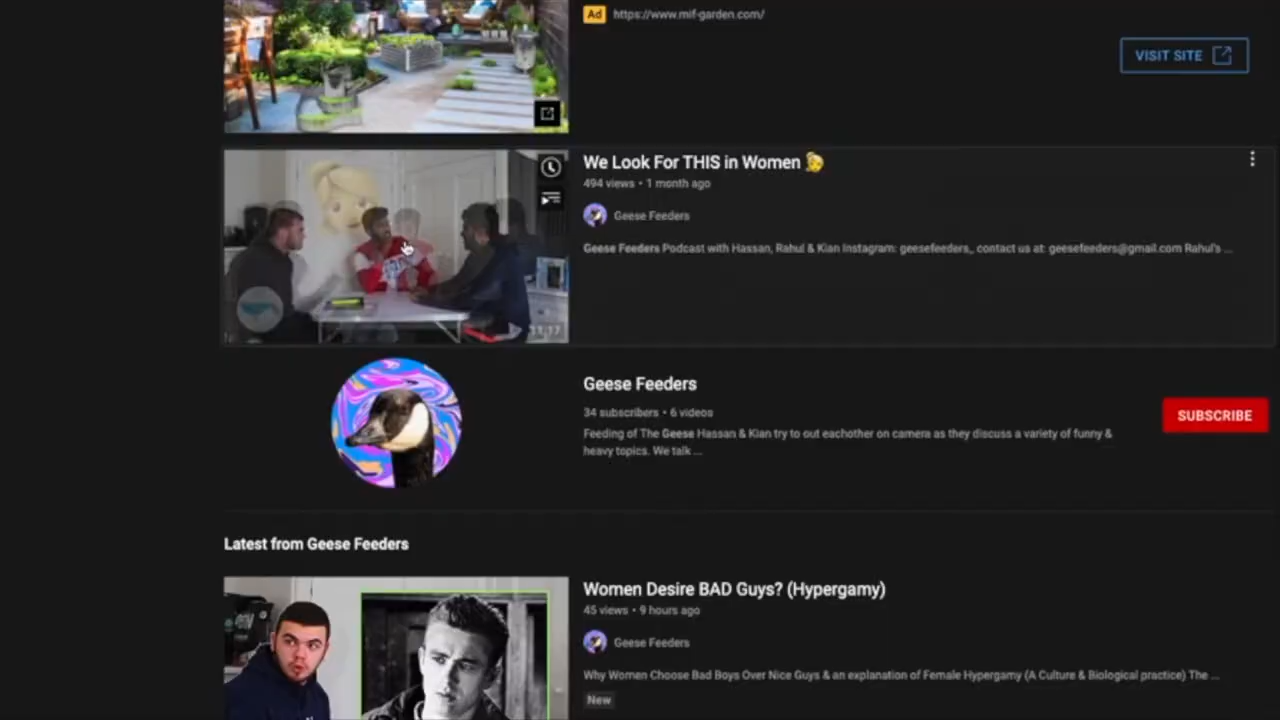 Ad https://www.mif-garden.com/
VISIT SITE
We Look For THIS in Women
494 views • 1 month ago
Geese Feeders
Geese Feeders Podcast with Hassan, Rahul & Kian Instagram: geesefeeders_, contact us at: geesefeeders@gmail.com Rahul's ...
11:17
Geese Feeders
34 subscribers • 6 videos
Feeding of The Geese Hassan & Kian try to out eachother on camera as they discuss a variety of funny &
heavy topics. We talk ...
SUBSCRIBE
Latest from Geese Feeders
Women Desire BAD Guys? (Hypergamy)
45 views • 9 hours ago
Geese Feeders
Why Women Choose Bad Boys Over Nice Guys & an explanation of Female Hypergamy (A Culture & Biological practice) The ...
New